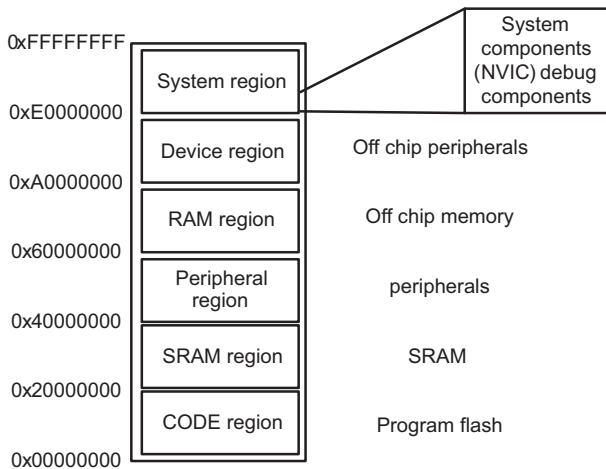 0xFFFFFFFF
System region
System
components
(NVIC) debug
components
0xE0000000
Device region
Off chip peripherals
0xA0000000
RAM region
Off chip memory
0x60000000
Peripheral
region
peripherals
0x40000000
SRAM region
SRAM
0x20000000
CODE region
Program flash
0x00000000